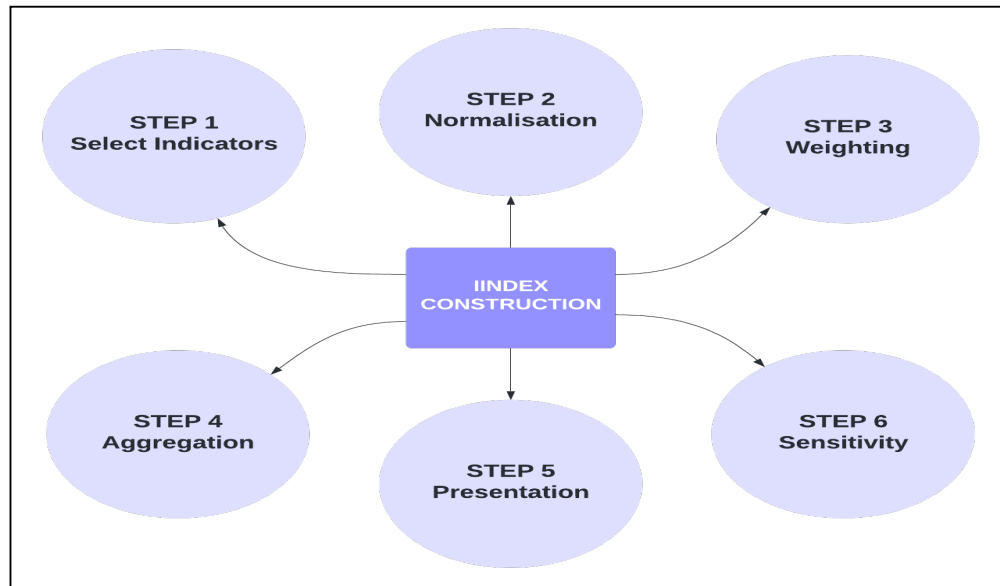 STEP 1
Select Indicators
STEP 2
Normalisation
STEP 3
Weighting
IINDEX
CONSTRUCTION
STEP 4
Aggregation
STEP 5
Presentation
STEP 6
Sensitivity